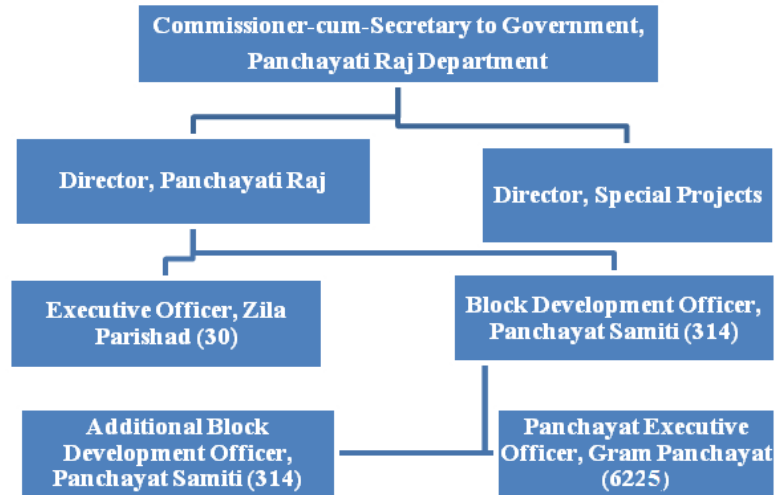 Commissioner-cum-Secretary to Government,
Panchayati Raj Department
Director, Panchayati Raj
Director, Special Projects
Executive Officer, Zila
Parishad (30)
Block Development Officer,
Panchayat Samiti (314)
Additional Block
Development Officer,
Panchayat Samiti (314)
Panchayat Executive
Officer, Gram Panchayat
(6225)